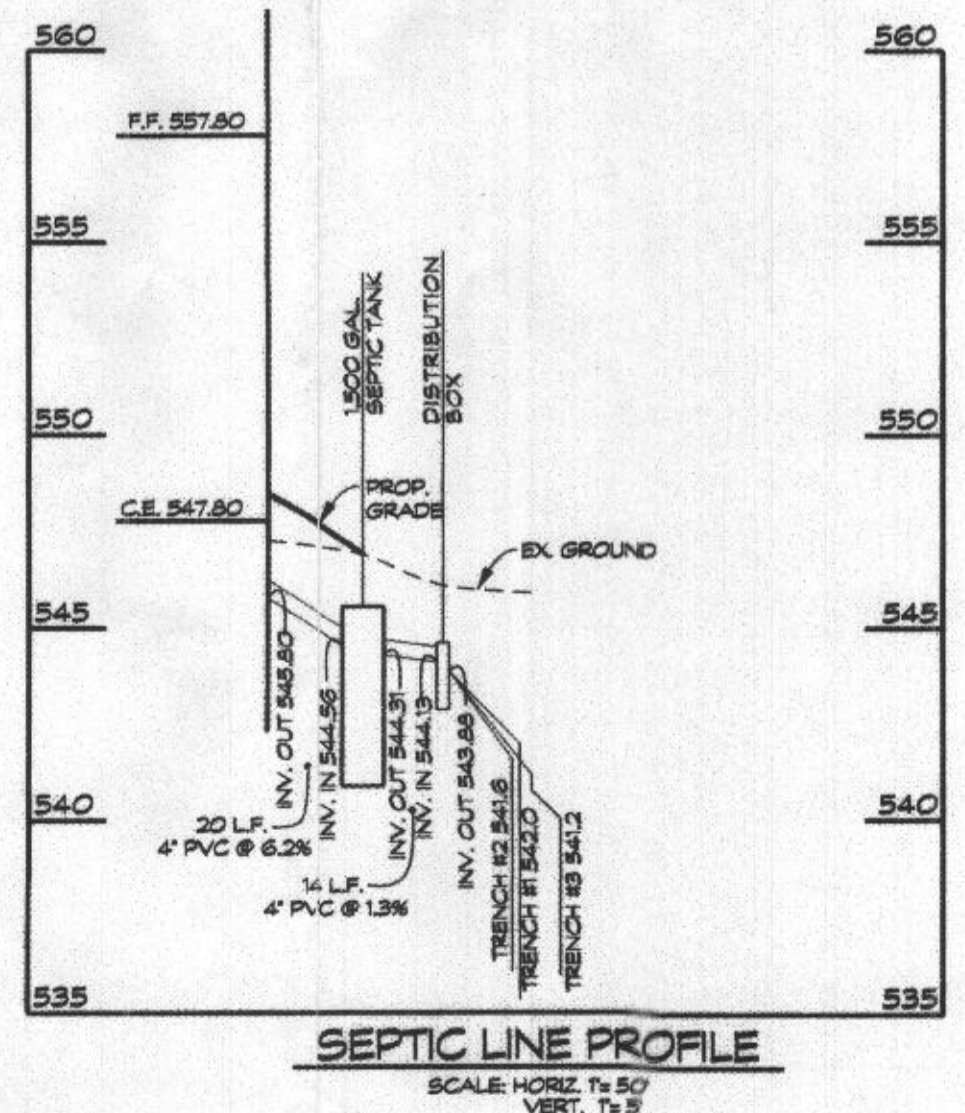 560
560
F.F. 557.80
555
555
1,500 GAL.
SEPTIC TANK
DISTRIBUTION
BOX
550
550
PROP.
GRADE
C.E. 547.80
EX. GROUND
545
545
INV. OUT 545.80
INV. IN 544.56
INV. OUT 544.31
INV. IN 544.13
INV. OUT 543.88
540
540
20 L.F.
4" PVC @ 6.2%
14 L.F.
4" PVC @ 1.3%
TRENCH #2 541.6
TRENCH #1 542.0
TRENCH #3 541.2
535
535
SEPTIC LINE PROFILE
SCALE: HORIZ. 1"= 50'
VERT. 1"= 5'